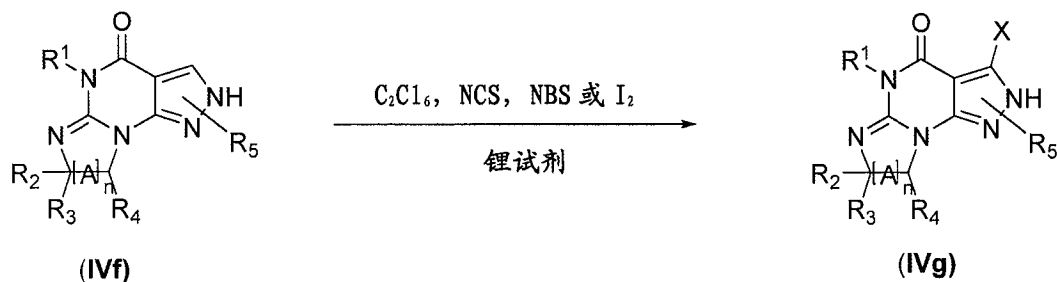 O
R¹
N
NH
N
N
N
R₅
R₂
[A]n
R₃
R₄
(IVf)
C₂Cl₆, NCS, NBS 或 I₂
锂试剂
O
X
R¹
N
NH
N
N
N
R₅
R₂
[A]n
R₃
R₄
(IVg)